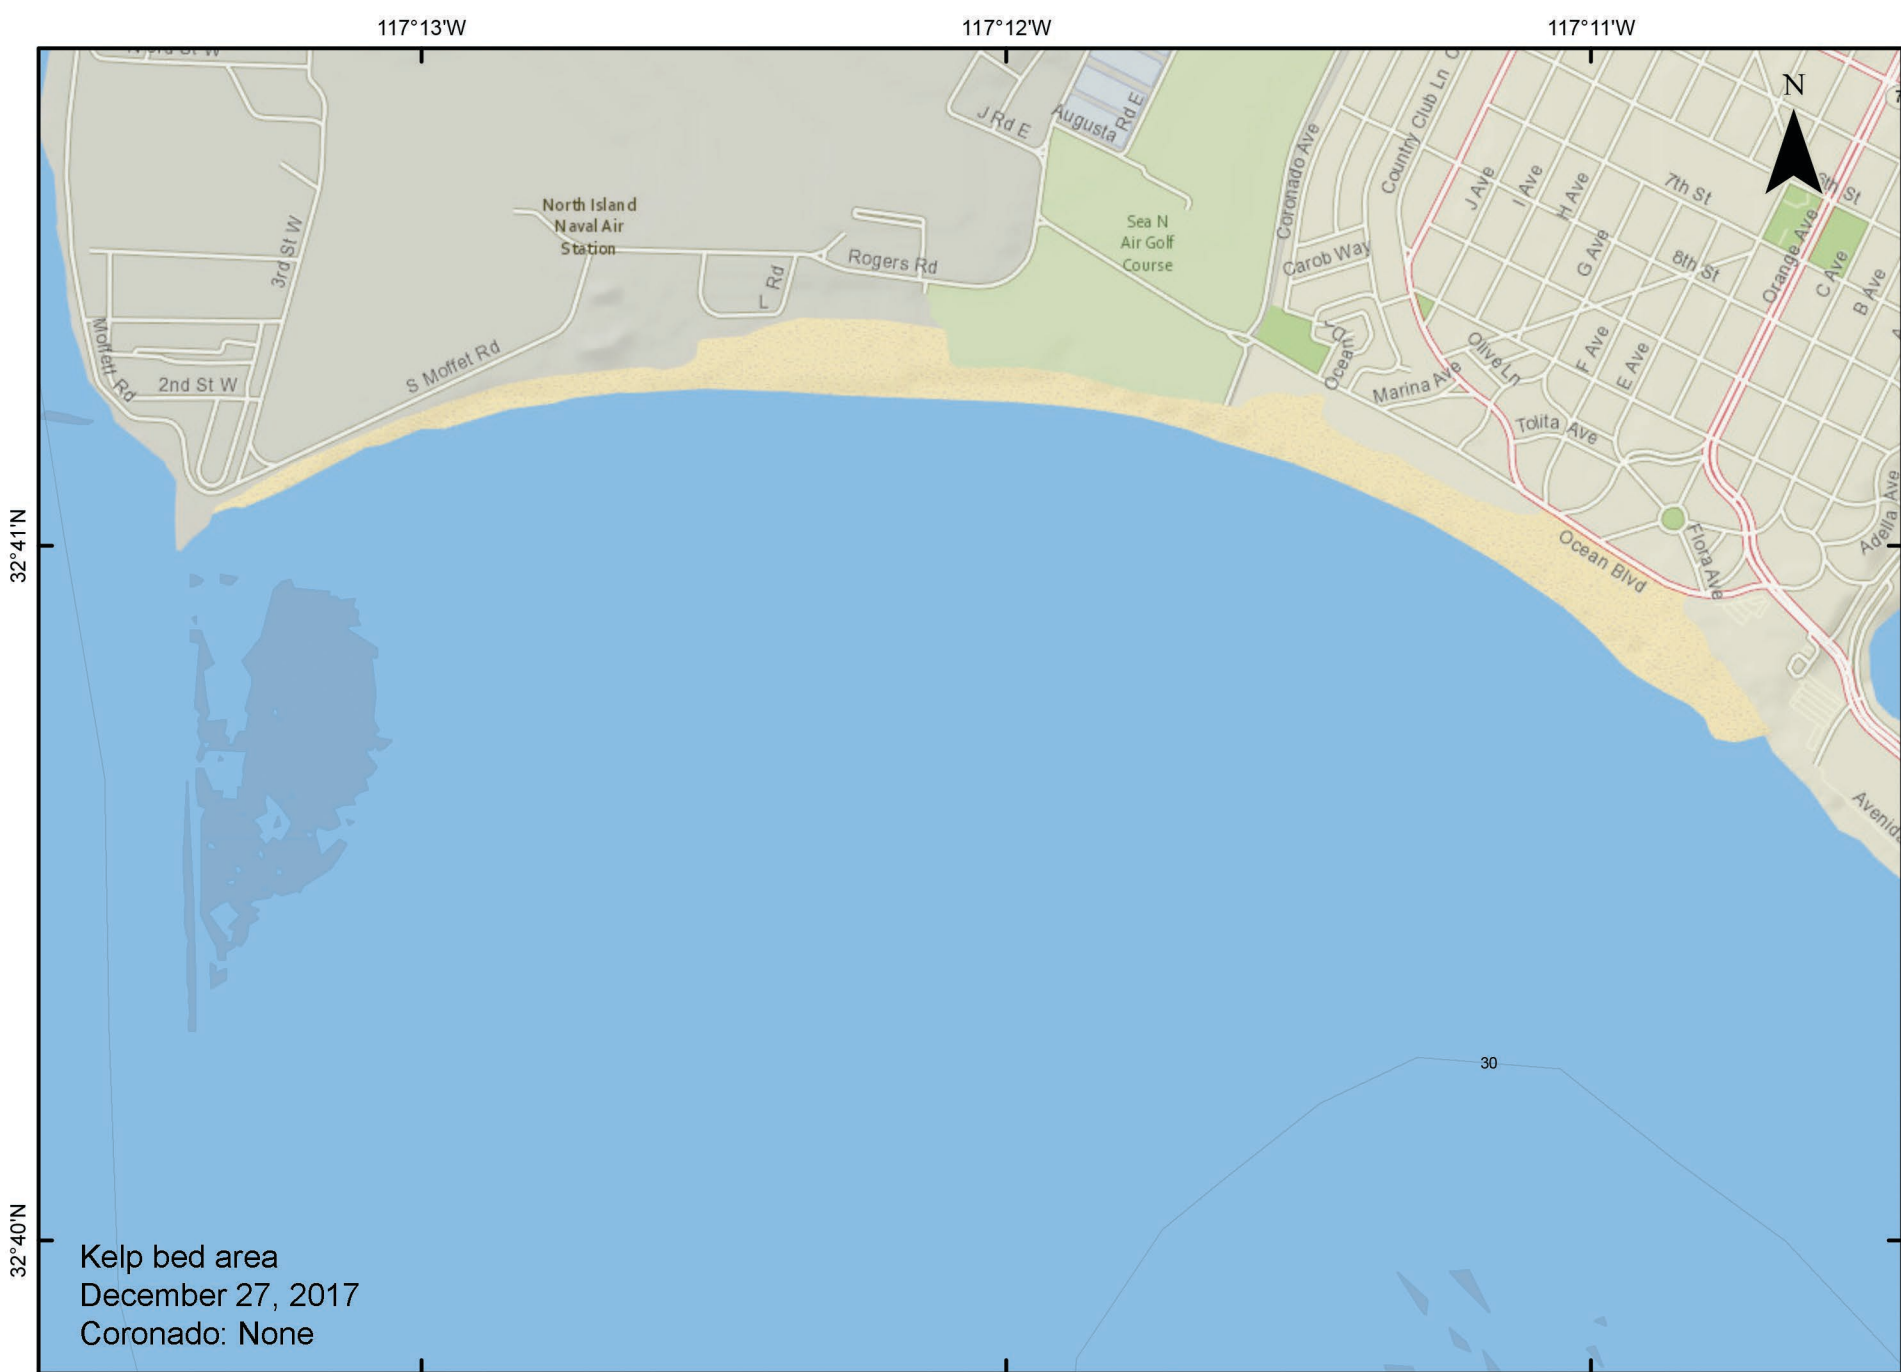 117°13'W
117°12'W
117°11'W
N
J Rd E
Augusta
Rd E
Coronado Ave
Country Club Ln
J Ave
I Ave
H Ave
7th St
6th St
3rd St W
North Island
Naval Air
Station
Sea N
Air Golf
Course
Rogers Rd
L Rd
Carob Way
G Ave
8th St
Orange Ave
C Ave
B Ave
Moffett Rd
2nd St W
S Moffet Rd
Ocean
Dr
Marina Ave
Olive Ln
F Ave
E Ave
Tolita Ave
Adella Ave
Flora Ave
Ocean Blvd
32°41'N
30
32°40'N
Kelp bed area
December 27, 2017
Coronado: None